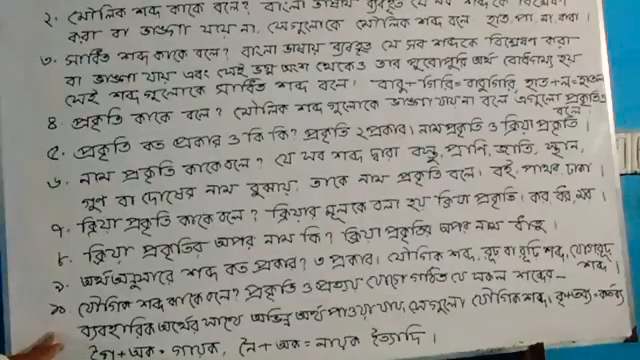 ২. মৌলিক শব্দ কাকে বলে? বাংলা ভাষায় ব্যবহৃত যে সব শব্দকে বিশ্লেষণ
করা বা ভাঙ্গা যায় না, সেগুলোকে মৌলিক শব্দ বলে। হাত, পা, মা, বাবা।
৩. সাধিত শব্দ কাকে বলে? বাংলা ভাষায় ব্যবহৃত যে সব শব্দকে বিশ্লেষণ করা
বা ভাঙ্গা যায় এবং সেই ভগ্ন অংশ থেকেও তার পুরোপুরি অর্থ বোধগম্য হয়
সেই শব্দ গুলোকে সাধিত শব্দ বলে। বাবু+গিরি=বাবুগিরি, হাত+ল=হাতল
৪. প্রকৃতি কাকে বলে? মৌলিক শব্দ গুলোকে ভাঙ্গা যায় না বলে এগুলো প্রকৃতিও
বলে
৫. প্রকৃতি কত প্রকার ও কি কি? প্রকৃতি ২ প্রকার। নাম প্রকৃতি ও ক্রিয়া প্রকৃতি।
৬. নাম প্রকৃতি কাকে বলে? যে সব শব্দ দ্বারা বস্তু, প্রাণি, জাতি, স্থান,
গুণ বা দোষের নাম বুঝায়, তাকে নাম প্রকৃতি বলে। বই, পাথর, ঢাকা।
৭. ক্রিয়া প্রকৃতি কাকে বলে? ক্রিয়ার মূলকে বলা হয় ক্রিয়া প্রকৃতি।
৮. ক্রিয়া প্রকৃতির অপর নাম কি? ক্রিয়া প্রকৃতির অপর নাম ধাতু।
৯. অর্থ অনুসারে শব্দ কত প্রকার? ৩ প্রকার। যৌগিক শব্দ, রূঢ় বা রূঢ়ি শব্দ, যোগরূঢ়
শব্দ।
১০. যৌগিক শব্দ কাকে বলে? প্রকৃতি ও প্রত্যয় যোগে গঠিত যে সকল শব্দের
ব্যবহারিক অর্থের সাথে অভিন্ন অর্থ পাওয়া যায় সেগুলো যৌগিক শব্দ। কৃ+তব্য=কর্তব্য
গৈ+অক=গায়ক, নৈ+অক=নায়ক ইত্যাদি।